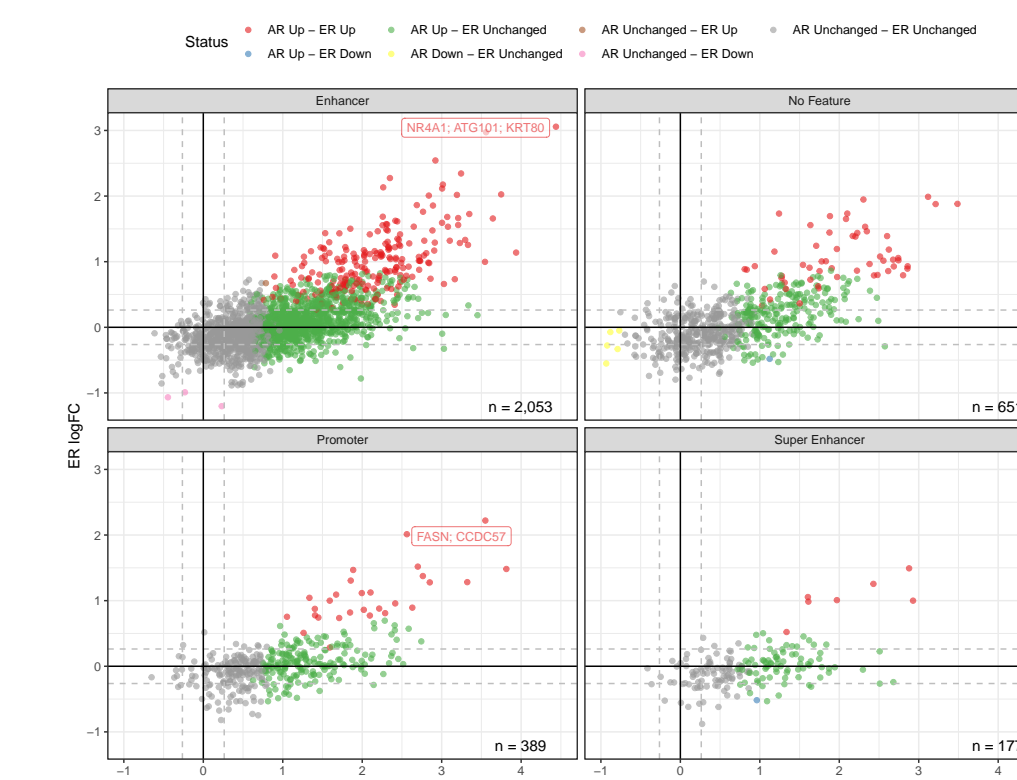 Status
AR Up – ER Up
AR Up – ER Unchanged
AR Unchanged – ER Up
AR Unchanged – ER Unchanged
AR Up – ER Down
AR Down – ER Unchanged
AR Unchanged – ER Down
Enhancer
No Feature
NR4A1; ATG101; KRT80
3
2
1
0
−1
n = 2,053
n = 651
ER logFC
Promoter
Super Enhancer
FASN; CCDC57
3
2
1
0
−1
n = 389
n = 177
−1 0 1 2 3 4
−1 0 1 2 3 4